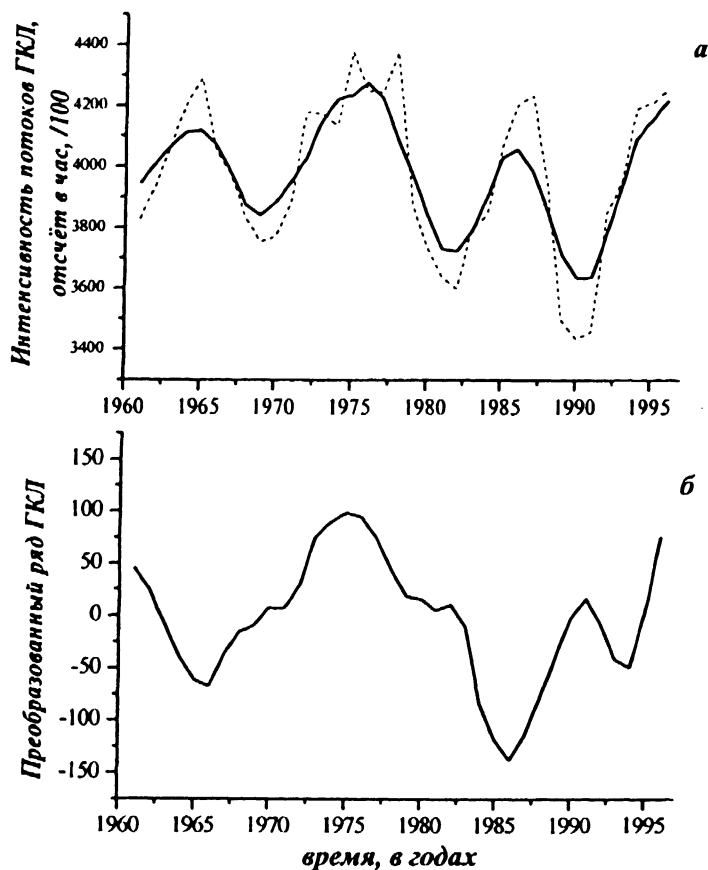 Интенсивность потоков ГКЛ,
отсчёт в час, /100
а
4400
4200
4000
3800
3600
3400
1960 1965 1970 1975 1980 1985 1990 1995
Преобразованный ряд ГКЛ
б
150
100
50
0
-50
-100
-150
1960 1965 1970 1975 1980 1985 1990 1995
время, в годах